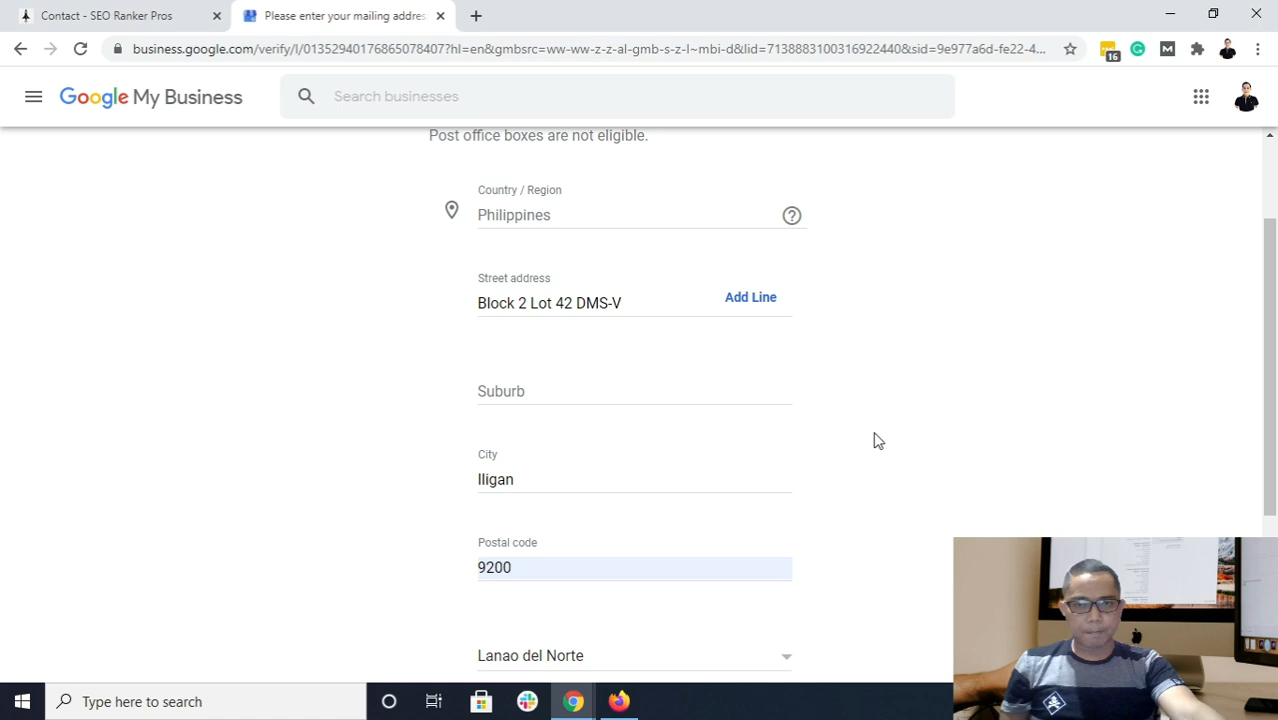 Contact - SEO Ranker Pros
Please enter your mailing addres
business.google.com/verify/l/01352940176865078407?hl=en&gmbsrc=ww-ww-z-z-al-gmb-s-z-l~mbi-d&lid=7138883100316922440&sid=9e977a6d-fe22-4...
16
M
Google My Business
Search businesses
Post office boxes are not eligible.
Country / Region
Philippines
Street address
Block 2 Lot 42 DMS-V
Add Line
Suburb
City
Iligan
Postal code
9200
Lanao del Norte
Type here to search